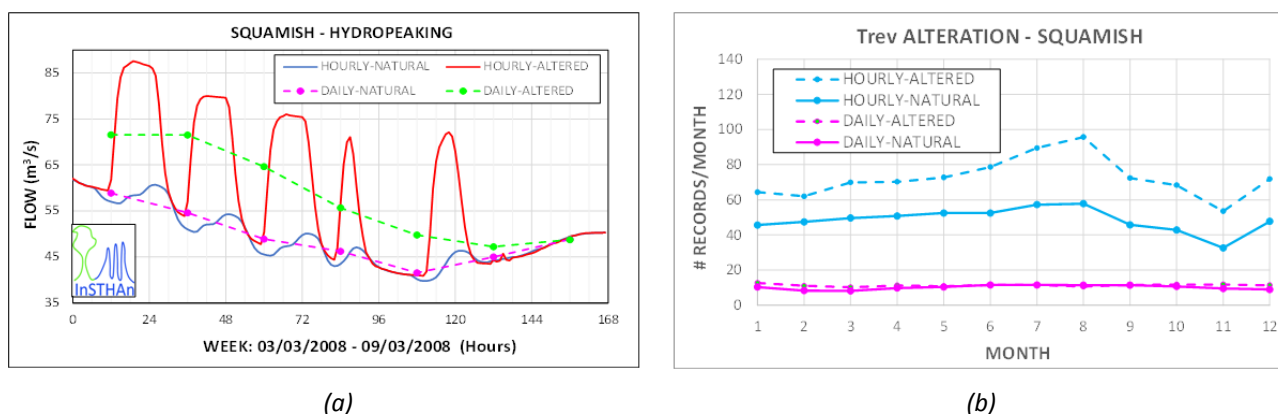 SQUAMISH - HYDROPEAKING
HOURLY-NATURAL
HOURLY-ALTERED
DAILY-NATURAL
DAILY-ALTERED
FLOW (m³/s)
85
75
65
55
45
35
InSTHAn
0 24 48 72 96 120 144 168
WEEK: 03/03/2008 - 09/03/2008 (Hours)
(a)
Trev ALTERATION - SQUAMISH
HOURLY-ALTERED
HOURLY-NATURAL
DAILY-ALTERED
DAILY-NATURAL
# RECORDS/MONTH
140
120
100
80
60
40
20
0
1 2 3 4 5 6 7 8 9 10 11 12
MONTH
(b)